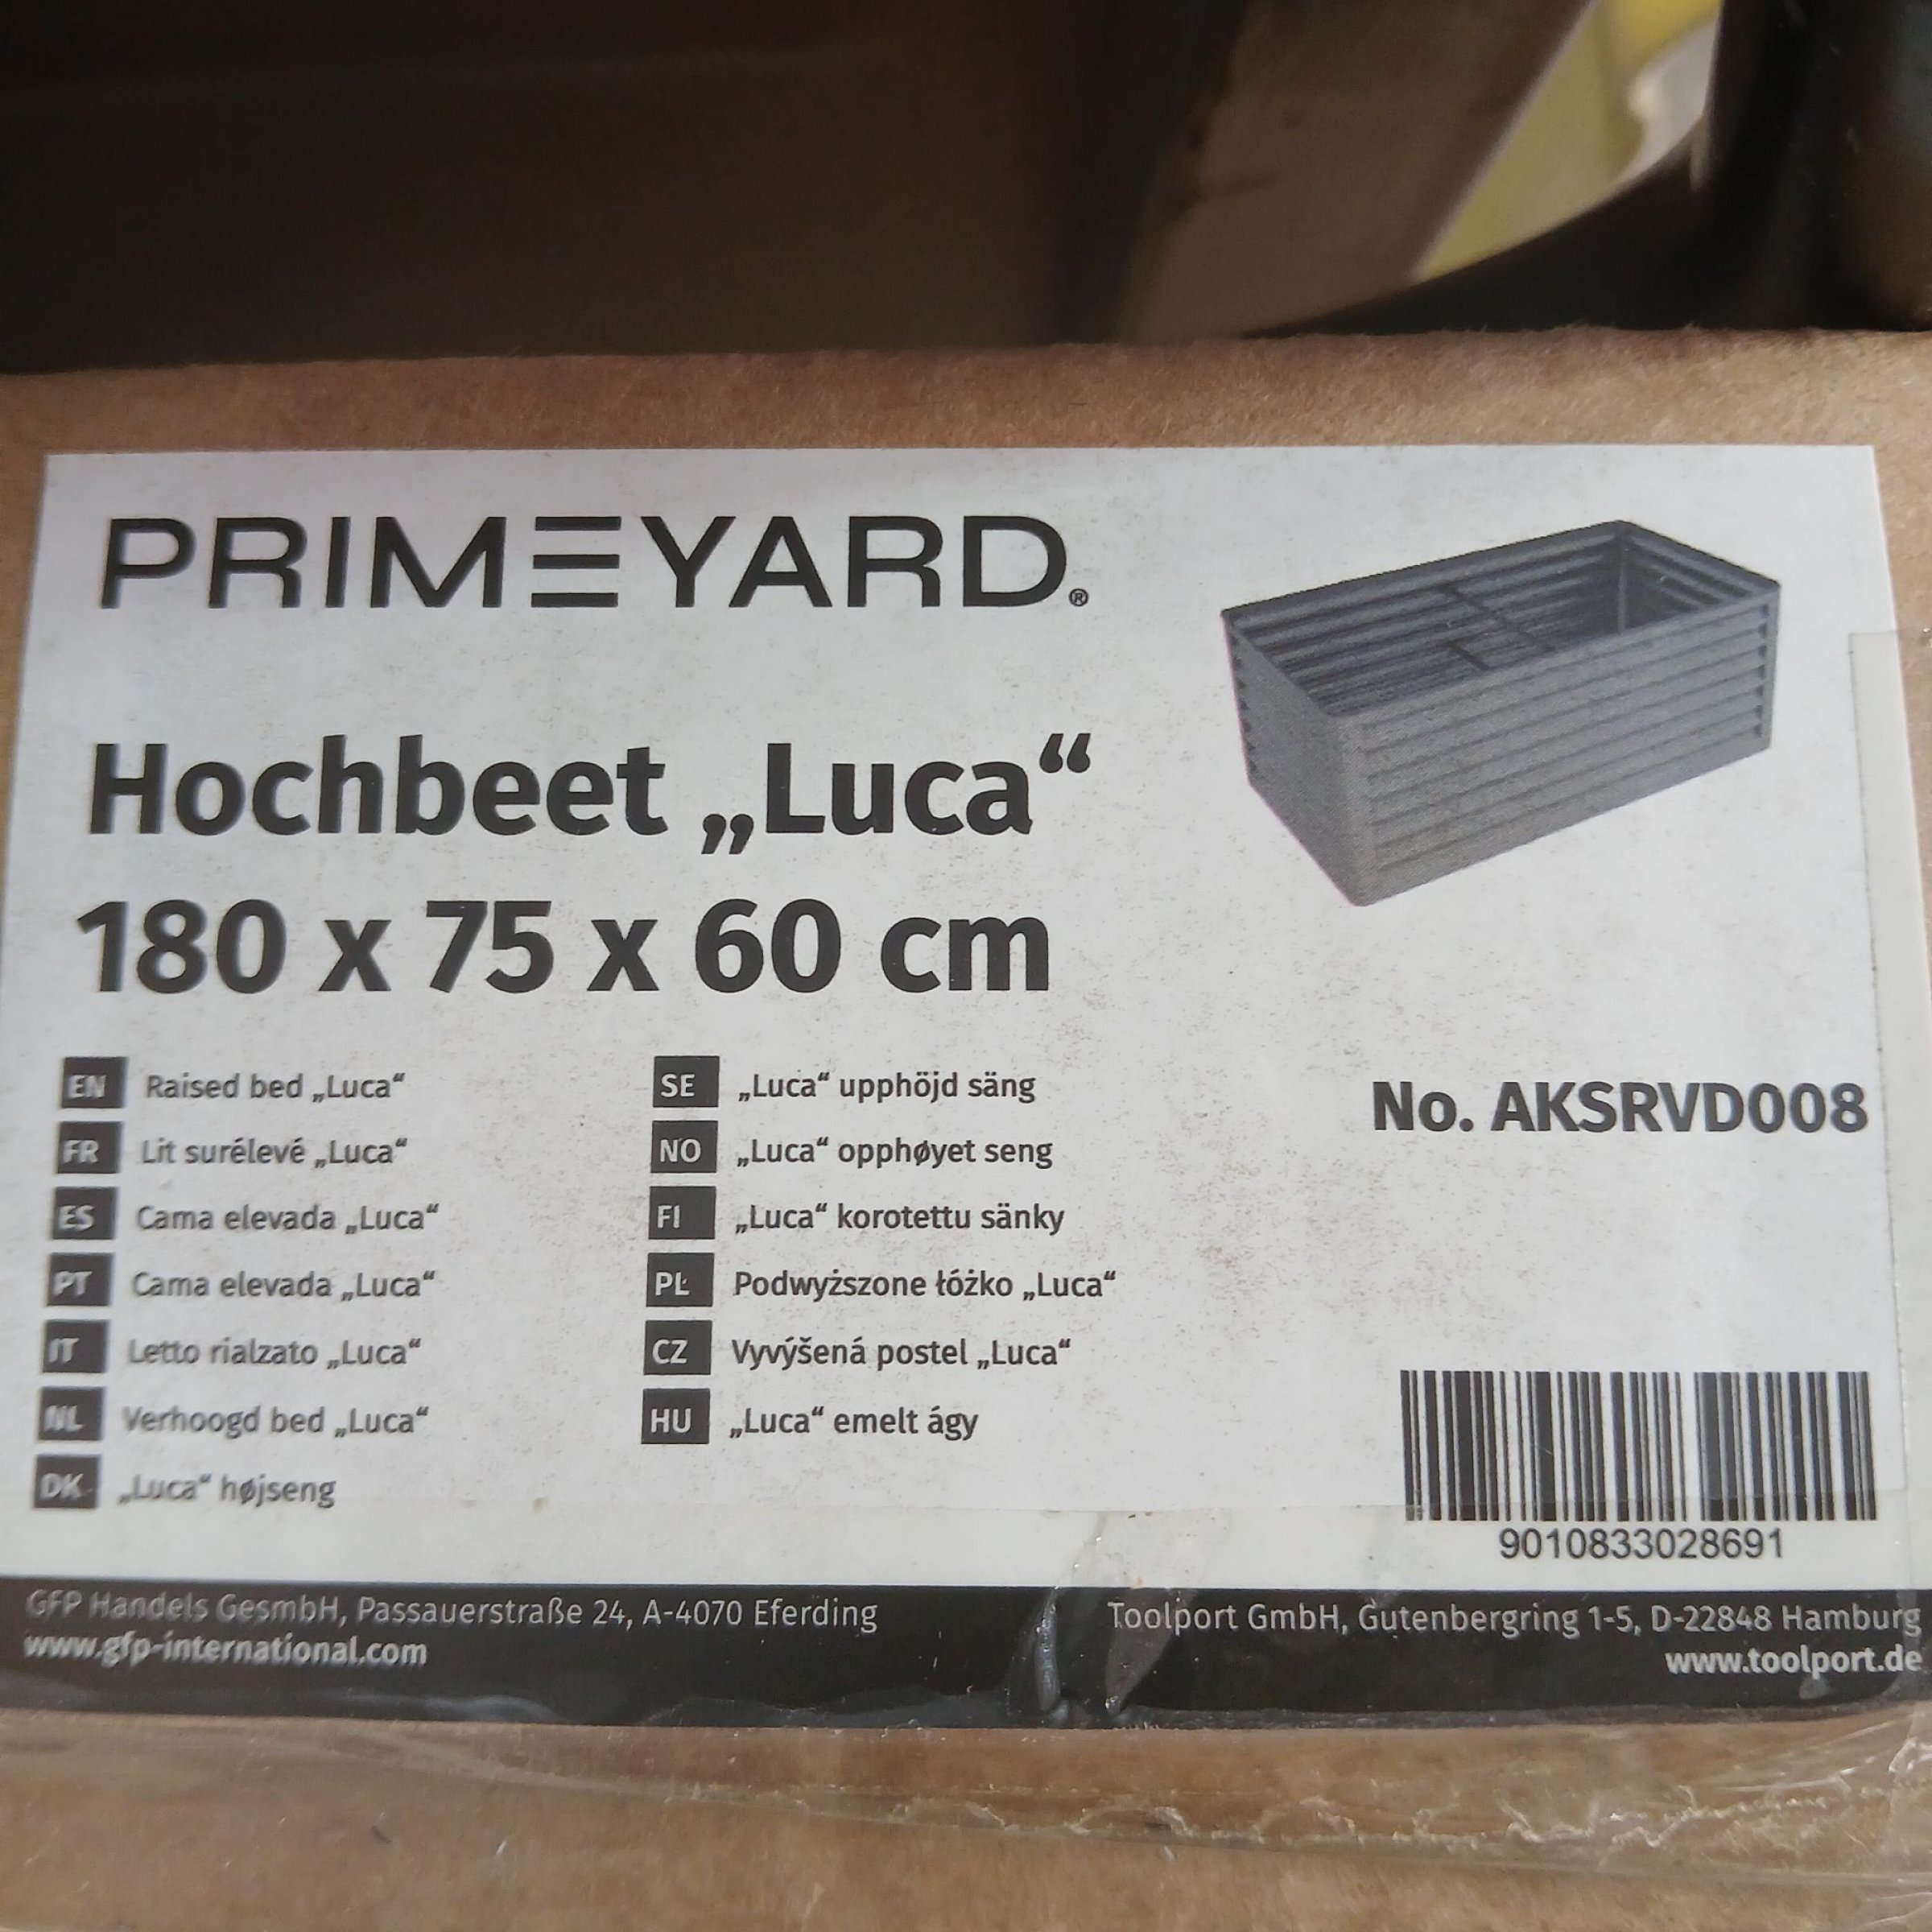 PRIMEYARD®
Hochbeet „Luca“
180 x 75 x 60 cm
EN Raised bed „Luca“
FR Lit surélevé „Luca“
ES Cama elevada „Luca“
PT Cama elevada „Luca“
IT Letto rialzato „Luca“
NL Verhoogd bed „Luca“
DK „Luca“ højseng
SE „Luca“ upphöjd säng
NO „Luca“ opphøyet seng
FI „Luca“ korotettu sänky
PŁ Podwyższone łóżko „Luca“
CZ Vyvýšená postel „Luca“
HU „Luca“ emelt ágy
No. AKSRVD008
9010833028691
GFP Handels GesmbH, Passauerstraße 24, A-4070 Eferding
www.gfp-international.com
Toolport GmbH, Gutenbergring 1-5, D-22848 Hamburg
www.toolport.de